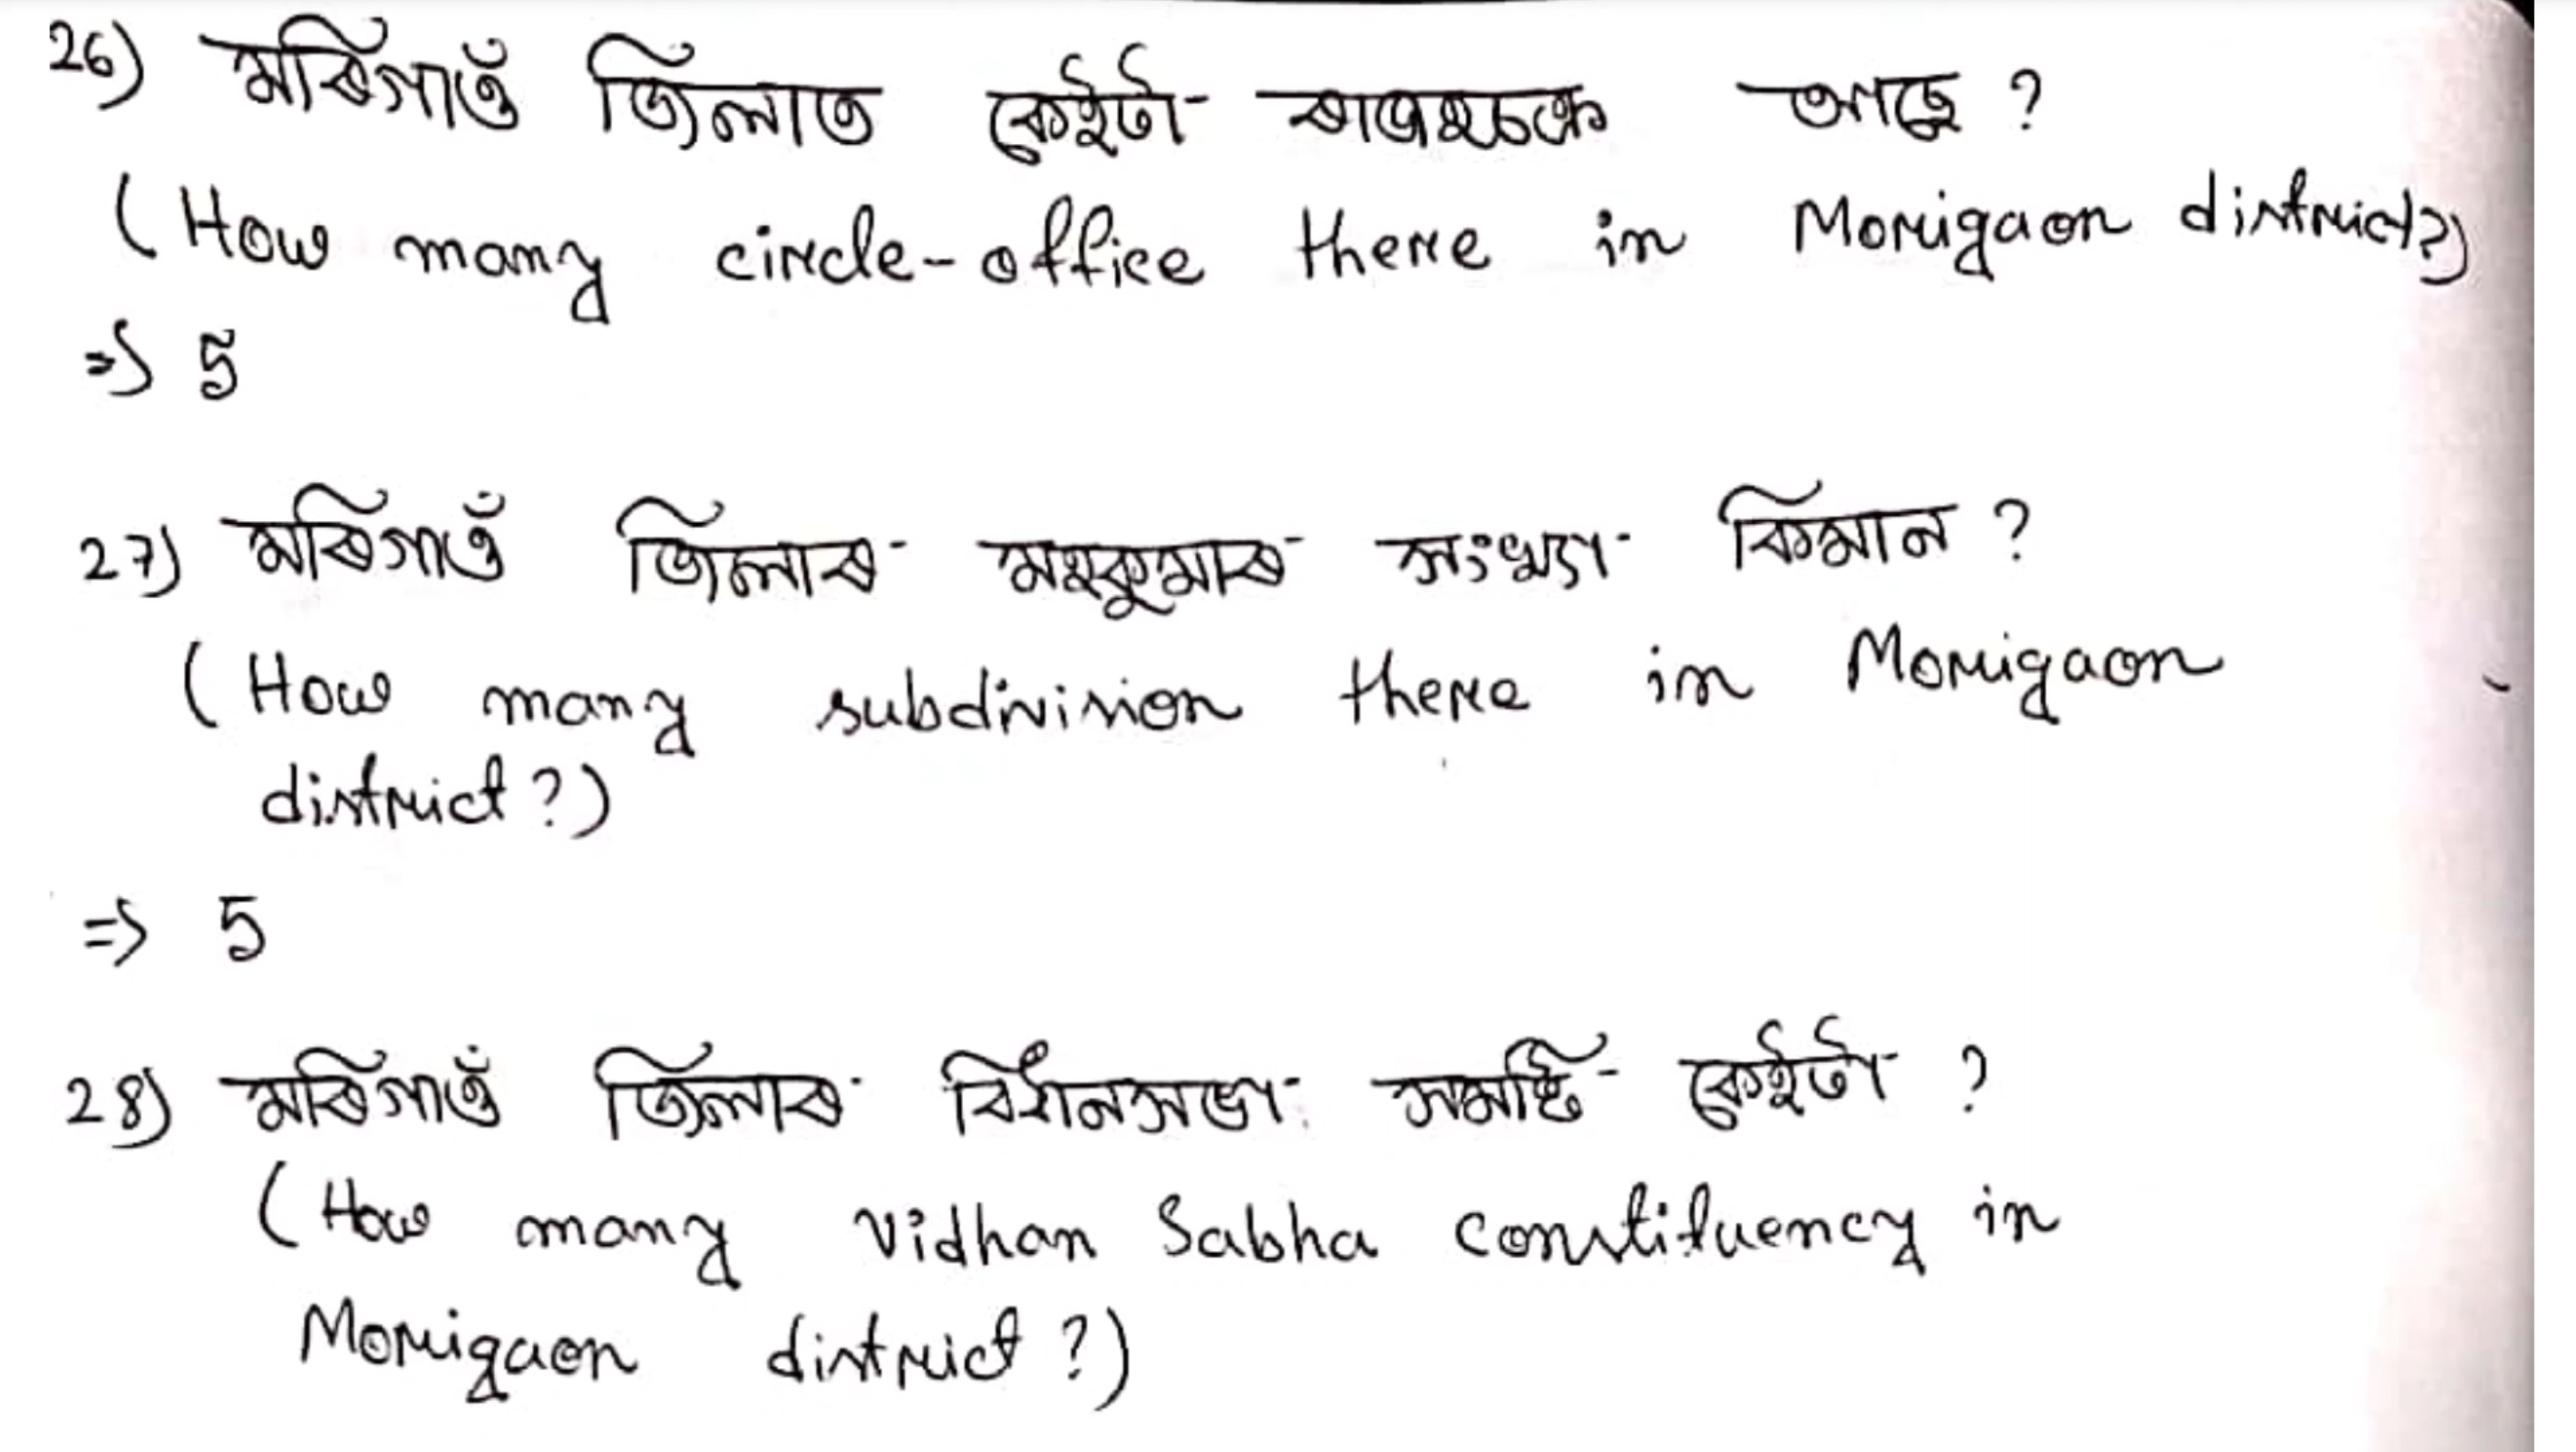 26) মৰিগাওঁ জিলাত কেইটা ৰাজহচক্ৰ আছে ?
(How many circle-office there in Morigaon district?)
=> 5
27) মৰিগাওঁ জিলাৰ মহকুমাৰ সংখ্যা কিমান ?
(How many subdivision there in Morigaon
district?)
=> 5
28) মৰিগাওঁ জিলাৰ বিধানসভা সমষ্টি কেইটা ?
(How many Vidhan Sabha constituency in
Morigaon district?)